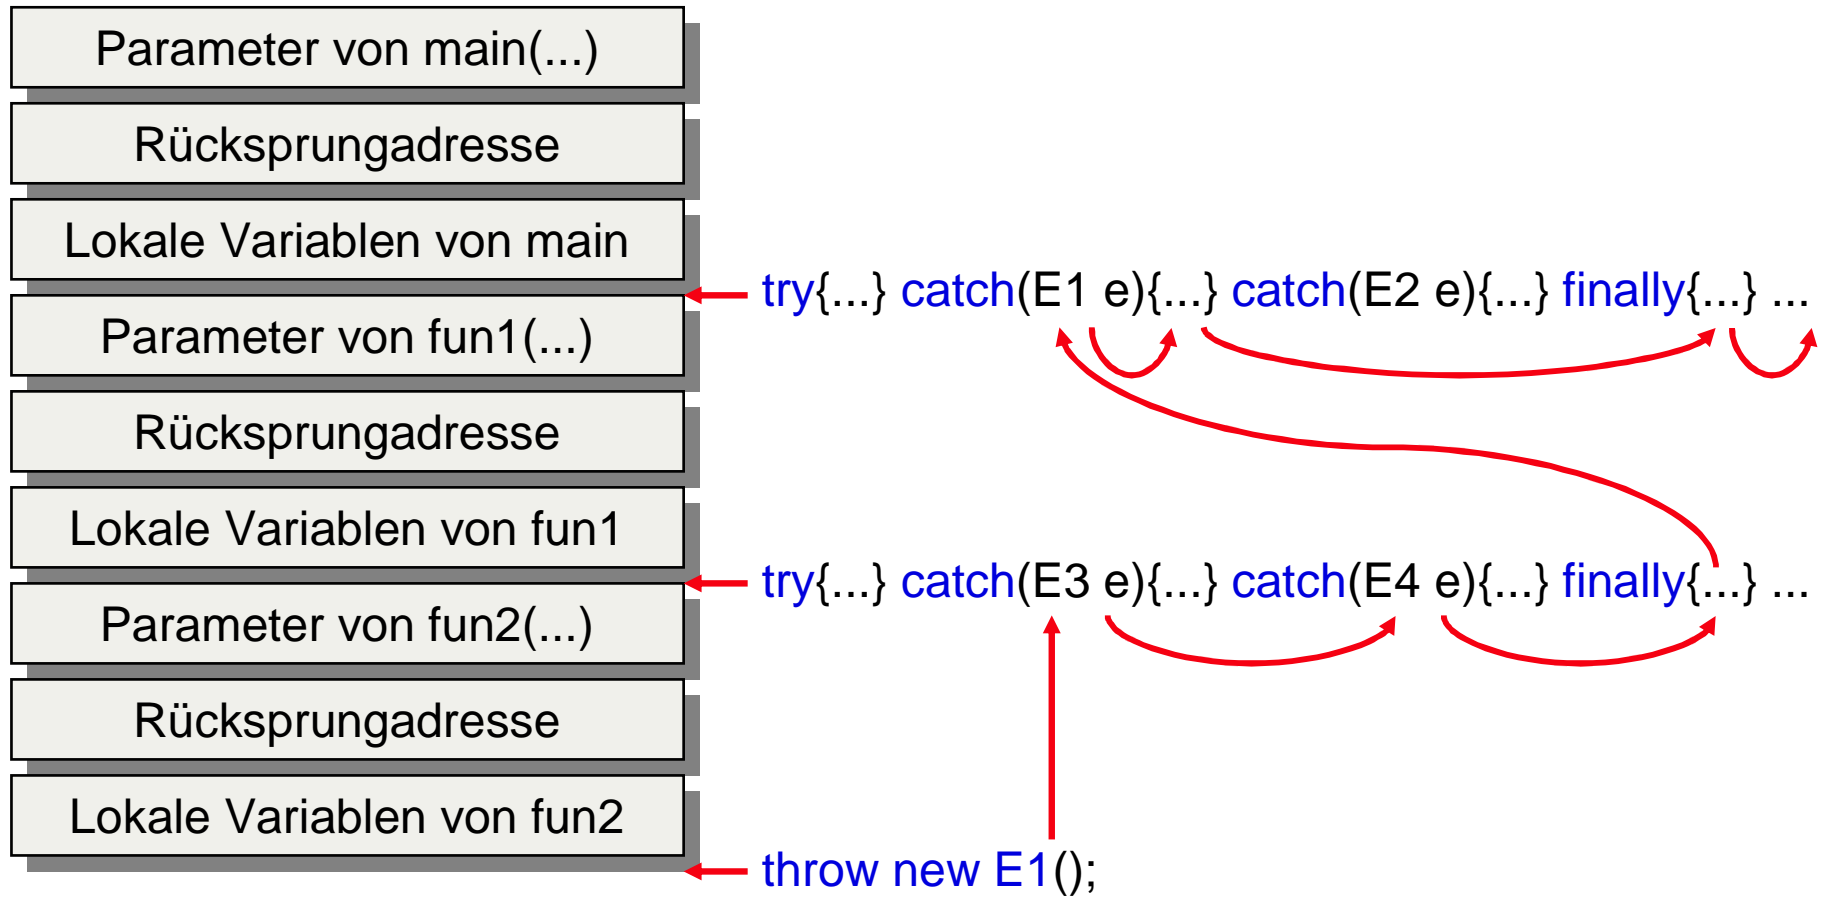 Parameter von main(...)
Rücksprungadresse
Lokale Variablen von main
try{...} catch(E1 e){...} catch(E2 e){...} finally{...} ...
Parameter von fun1(...)
Rücksprungadresse
Lokale Variablen von fun1
try{...} catch(E3 e){...} catch(E4 e){...} finally{...} ...
Parameter von fun2(...)
Rücksprungadresse
Lokale Variablen von fun2
throw new E1();